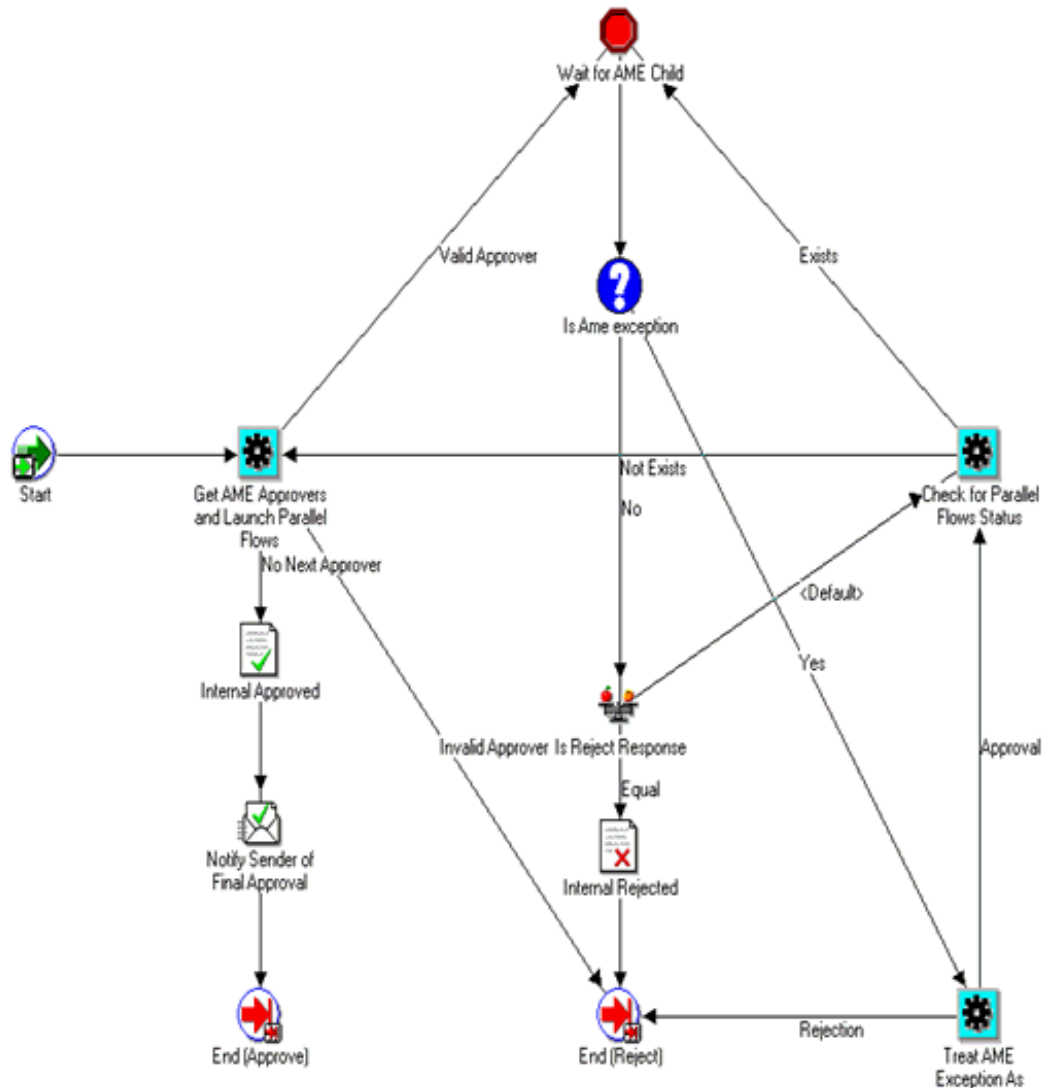 Wait for AME Child
Valid Approver
Exists
Is Ame exception
Start
Get AME Approvers
and Launch Parallel
Flows
Not Exists
Check for Parallel
Flows Status
No
No Next Approver
<Default>
Internal Approved
Yes
Invalid Approver
Is Reject Response
Approval
Equal
Notify Sender of
Final Approval
Internal Rejected
End (Approve)
End (Reject)
Rejection
Treat AME
Exception As